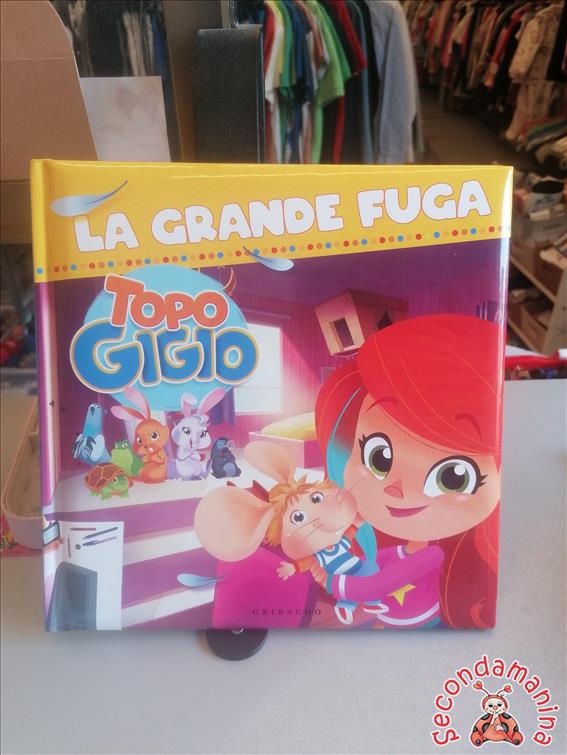 LA GRANDE FUGA
TOPO
GIGIO
GRIBAUDO
Secondamanina